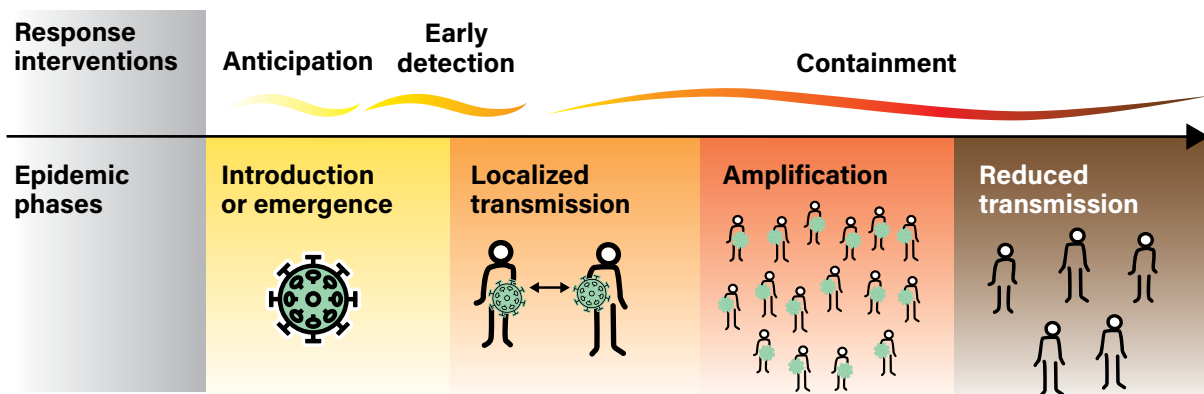 Response
interventions
Anticipation
Early
detection
Containment
Epidemic
phases
Introduction
or emergence
Localized
transmission
Amplification
Reduced
transmission